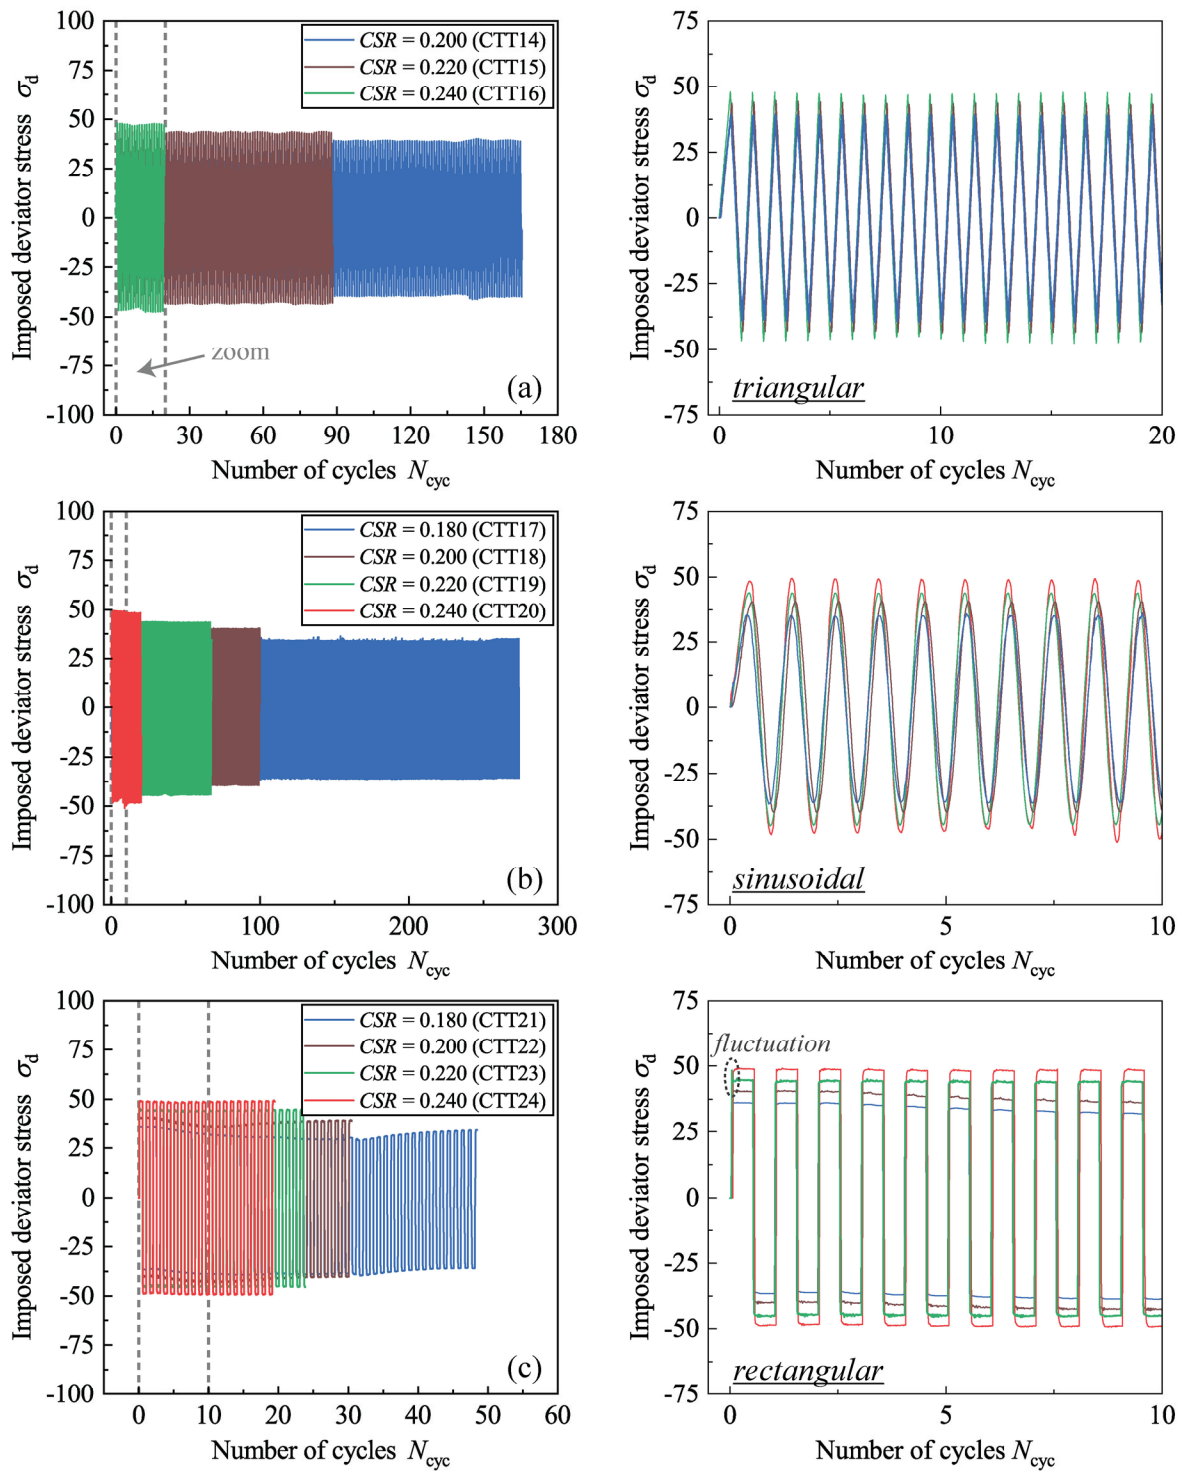 100
75
50
25
0
-25
-50
-75
-100
Imposed deviator stress σd
CSR = 0.200 (CTT14)
CSR = 0.220 (CTT15)
CSR = 0.240 (CTT16)
zoom
(a)
0 30 60 90 120 150 180
Number of cycles Ncyc
75
50
25
0
-25
-50
-75
Imposed deviator stress σd
triangular
0 10 20
Number of cycles Ncyc
100
75
50
25
0
-25
-50
-75
-100
Imposed deviator stress σd
CSR = 0.180 (CTT17)
CSR = 0.200 (CTT18)
CSR = 0.220 (CTT19)
CSR = 0.240 (CTT20)
(b)
0 100 200 300
Number of cycles Ncyc
75
50
25
0
-25
-50
-75
Imposed deviator stress σd
sinusoidal
0 5 10
Number of cycles Ncyc
100
75
50
25
0
-25
-50
-75
-100
Imposed deviator stress σd
CSR = 0.180 (CTT21)
CSR = 0.200 (CTT22)
CSR = 0.220 (CTT23)
CSR = 0.240 (CTT24)
(c)
0 10 20 30 40 50 60
Number of cycles Ncyc
75
50
25
0
-25
-50
-75
Imposed deviator stress σd
fluctuation
rectangular
0 5 10
Number of cycles Ncyc